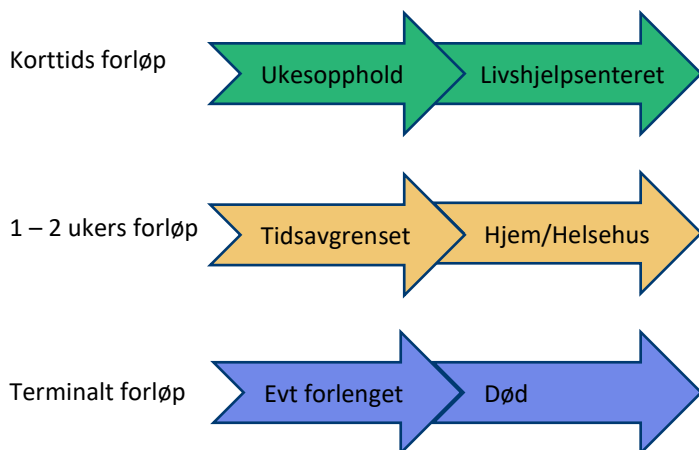 Korttids forløp
Ukesopphold
Livshjelpsenteret
1 – 2 ukers forløp
Tidsavgrenset
Hjem/Helsehus
Terminalt forløp
Evt forlenget
Død